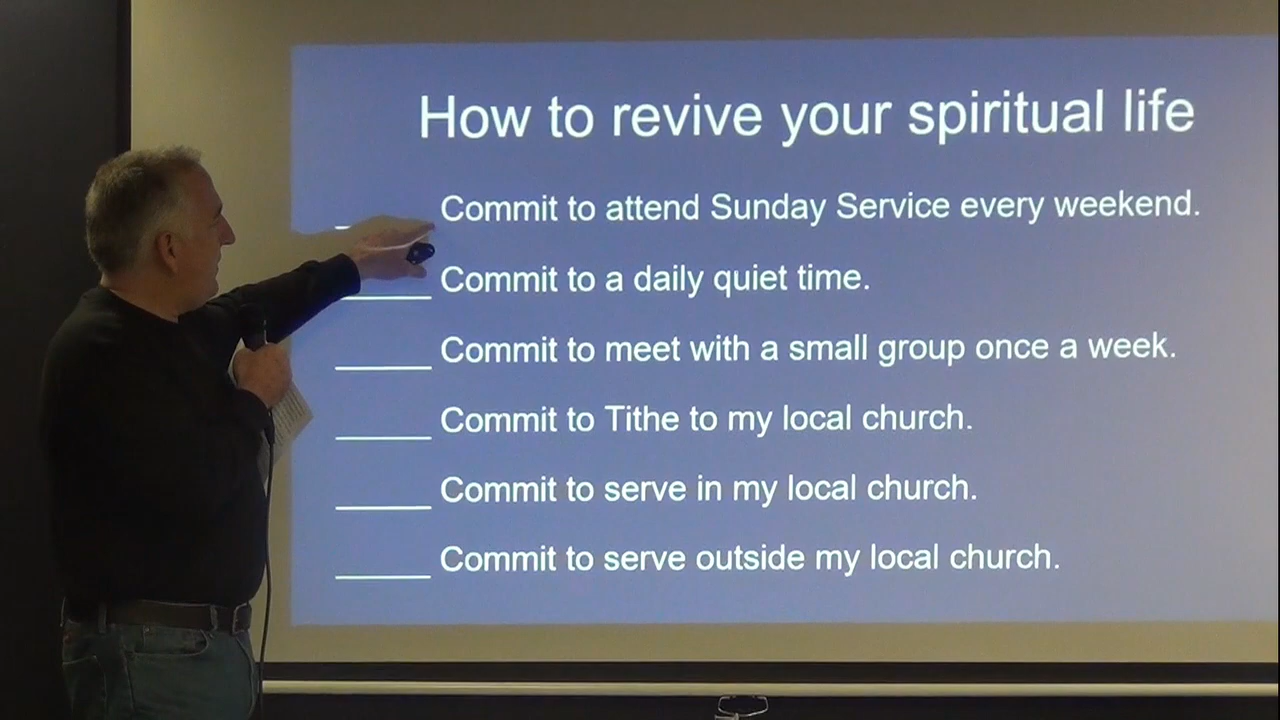 How to revive your spiritual life
_____ Commit to attend Sunday Service every weekend.
_____ Commit to a daily quiet time.
_____ Commit to meet with a small group once a week.
_____ Commit to Tithe to my local church.
_____ Commit to serve in my local church.
_____ Commit to serve outside my local church.